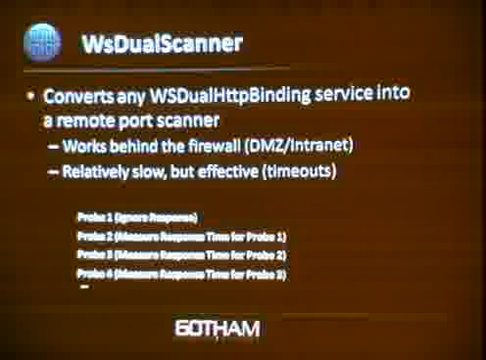 WsDualScanner
• Converts any WSDualHttpBinding service into
a remote port scanner
– Works behind the firewall (DMZ/Intranet)
– Relatively slow, but effective (timeouts)
Probe 1 (Ignore Response)
Probe 2 (Measure Response Time for Probe 1)
Probe 3 (Measure Response Time for Probe 2)
Probe 4 (Measure Response Time for Probe 3)
...
GOTHAM